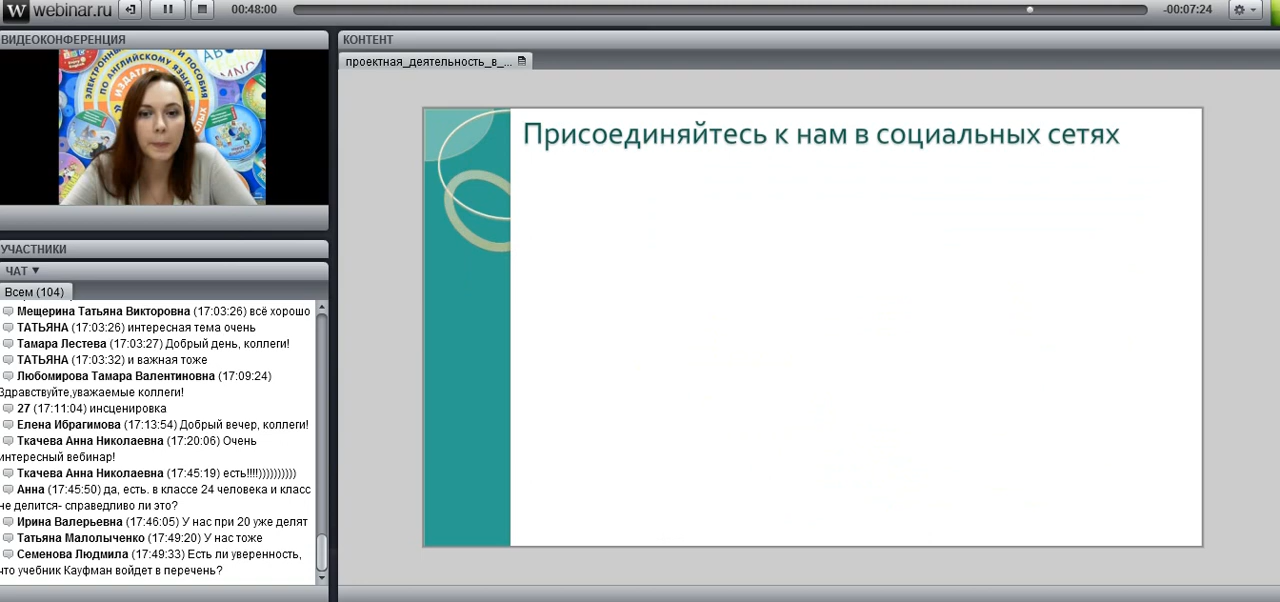 W webinar.ru 00:48:00 -00:07:24
ВИДЕОКОНФЕРЕНЦИЯ
ЭЛЕКТРОННЫЕ И ПОСОБИЯ
ПО АНГЛИЙСКОМУ ЯЗЫКУ
УЧАСТНИКИ
ЧАТ
Всем (104)
Мещерина Татьяна Викторовна (17:03:26) всё хорошо
ТАТЬЯНА (17:03:26) интересная тема очень
Тамара Лестева (17:03:27) Добрый день, коллеги!
ТАТЬЯНА (17:03:32) и важная тоже
Любомирова Тамара Валентиновна (17:09:24)
Здравствуйте,уважаемые коллеги!
27 (17:11:04) инсценировка
Елена Ибрагимова (17:13:54) Добрый вечер, коллеги!
Ткачева Анна Николаевна (17:20:06) Очень
интересный вебинар!
Ткачева Анна Николаевна (17:45:19) есть!!!!))))))))))
Анна (17:45:50) да, есть. в классе 24 человека и класс
не делится- справедливо ли это?
Ирина Валерьевна (17:46:05) У нас при 20 уже делят
Татьяна Малолыченко (17:49:20) У нас тоже
Семенова Людмила (17:49:33) Есть ли уверенность,
что учебник Кауфман войдет в перечень?
КОНТЕНТ
проектная_деятельность_в_...
Присоединяйтесь к нам в социальных сетях